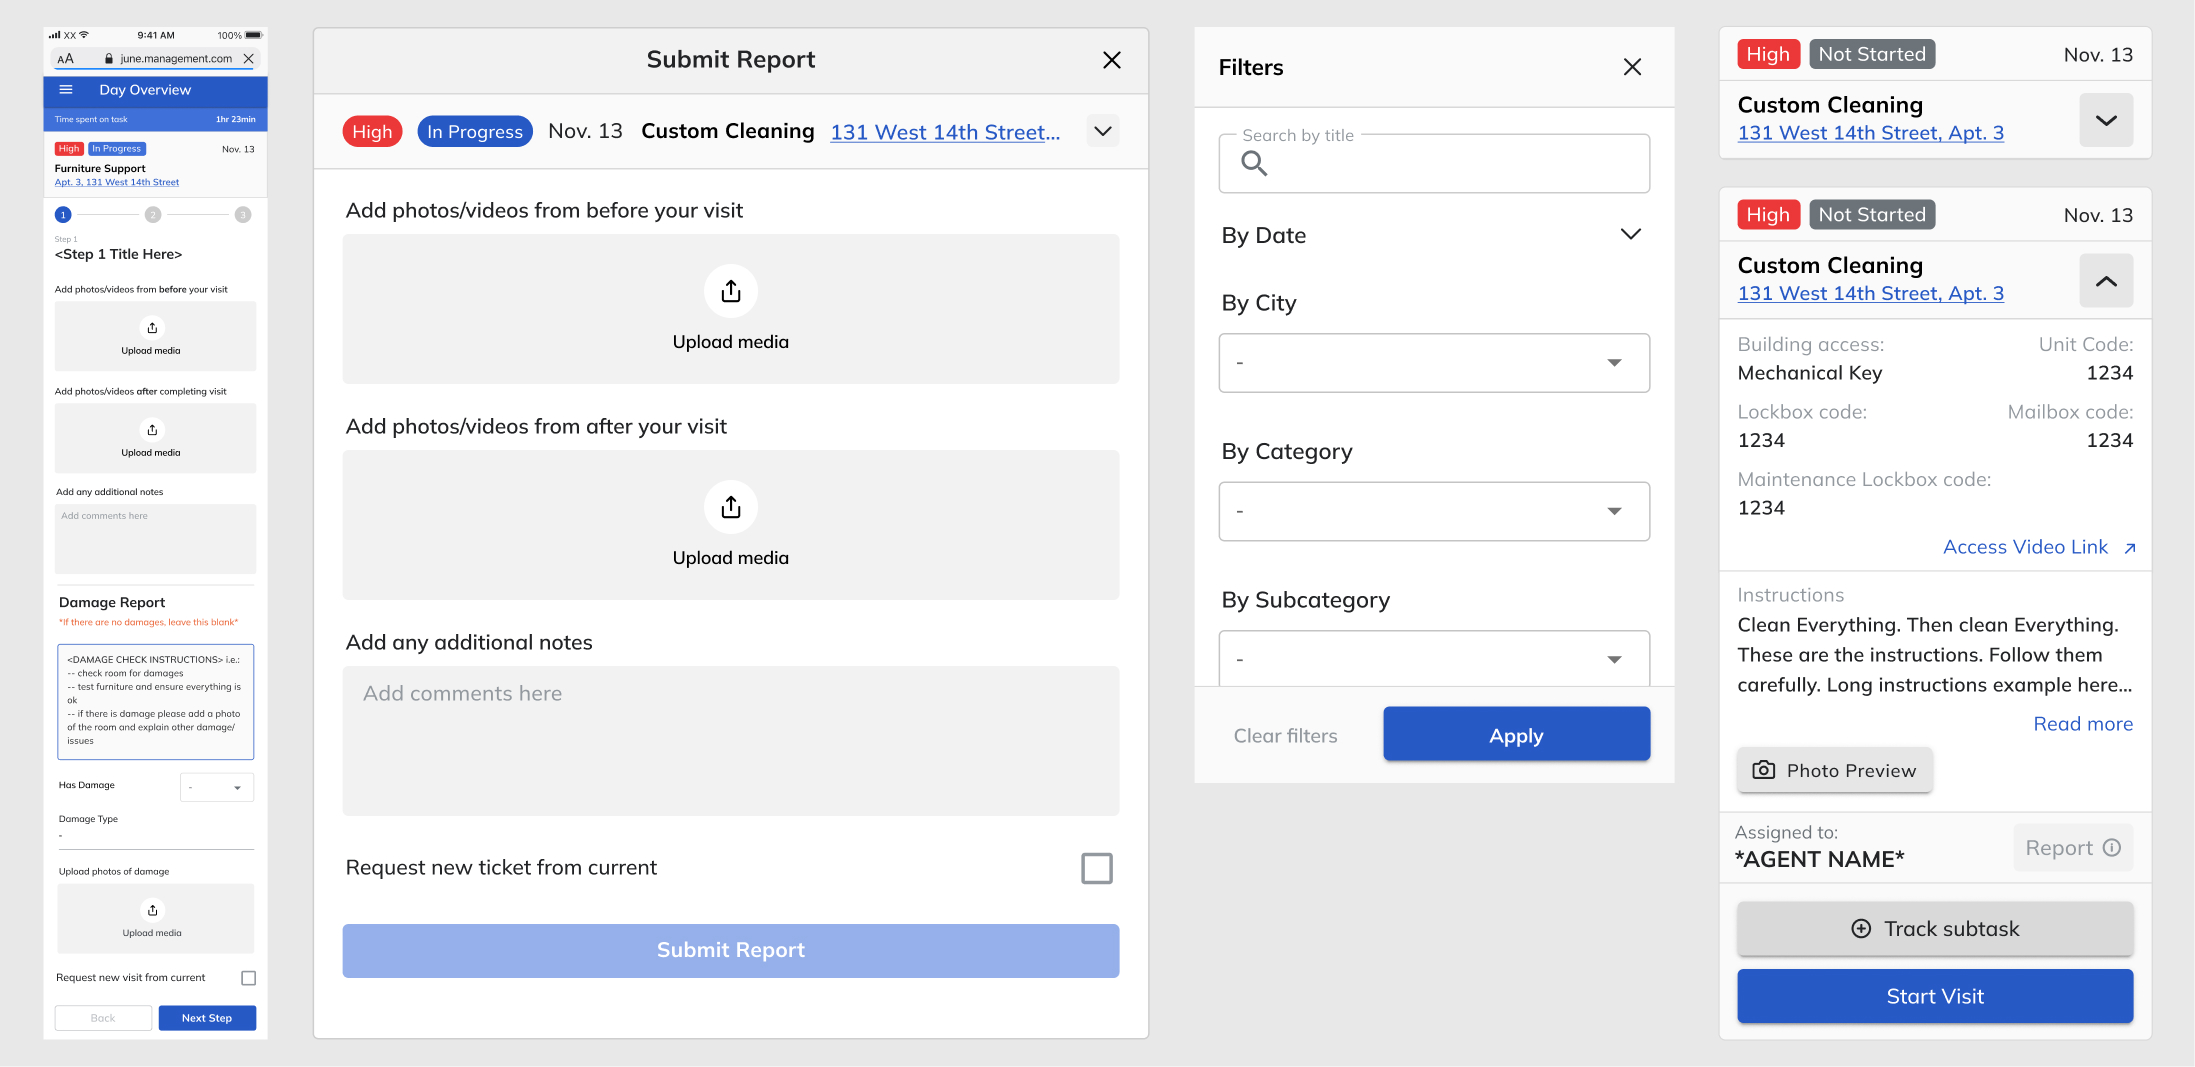 XX
9:41 AM
100%
AA
june.management.com
Day Overview
Time spent on task
1hr 23min
High
In Progress
Nov. 13
Furniture Support
Apt. 3, 131 West 14th Street
1
2
3
Step 1
<Step 1 Title Here>
Add photos/videos from before your visit
Upload media
Add photos/videos after completing visit
Upload media
Add any additional notes
Add comments here
Damage Report
*If there are no damages, leave this blank*
<DAMAGE CHECK INSTRUCTIONS> i.e.:
-- check room for damages
-- test furniture and ensure everything is
ok
-- if there is damage please add a photo
of the room and explain other damage/
issues
Has Damage
-
Damage Type
-
Upload photos of damage
Upload media
Request new visit from current
Back
Next Step
Submit Report
High
In Progress
Nov. 13
Custom Cleaning
131 West 14th Street...
Add photos/videos from before your visit
Upload media
Add photos/videos from after your visit
Upload media
Add any additional notes
Add comments here
Request new ticket from current
Submit Report
Filters
Search by title
By Date
By City
-
By Category
-
By Subcategory
-
Clear filters
Apply
High
Not Started
Nov. 13
Custom Cleaning
131 West 14th Street, Apt. 3
High
Not Started
Nov. 13
Custom Cleaning
131 West 14th Street, Apt. 3
Building access:
Unit Code:
Mechanical Key
1234
Lockbox code:
Mailbox code:
1234
1234
Maintenance Lockbox code:
1234
Access Video Link
Instructions
Clean Everything. Then clean Everything.
These are the instructions. Follow them
carefully. Long instructions example here...
Read more
Photo Preview
Assigned to:
*AGENT NAME*
Report
Track subtask
Start Visit